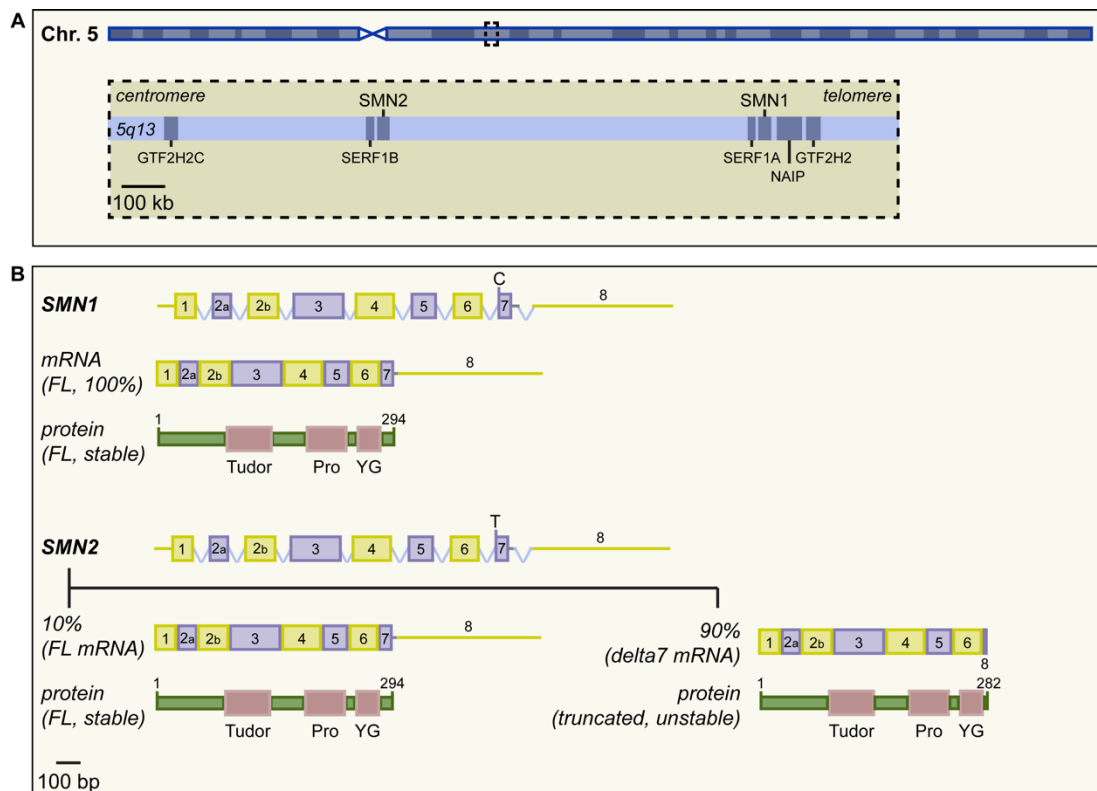 A
Chr. 5
centromere
SMN2
SMN1
telomere
5q13
GTF2H2C
SERF1B
SERF1A
GTF2H2
NAIP
100 kb
B
C
SMN1
1 2a 2b 3 4 5 6 7 8
mRNA
(FL, 100%)
1 2a 2b 3 4 5 6 7 8
protein
(FL, stable)
1 294
Tudor Pro YG
T
SMN2
1 2a 2b 3 4 5 6 7 8
10%
(FL mRNA)
1 2a 2b 3 4 5 6 7 8
90%
(delta7 mRNA)
1 2a 2b 3 4 5 6 8
protein
(FL, stable)
1 294
Tudor Pro YG
protein
(truncated, unstable)
1 282
Tudor Pro YG
100 bp